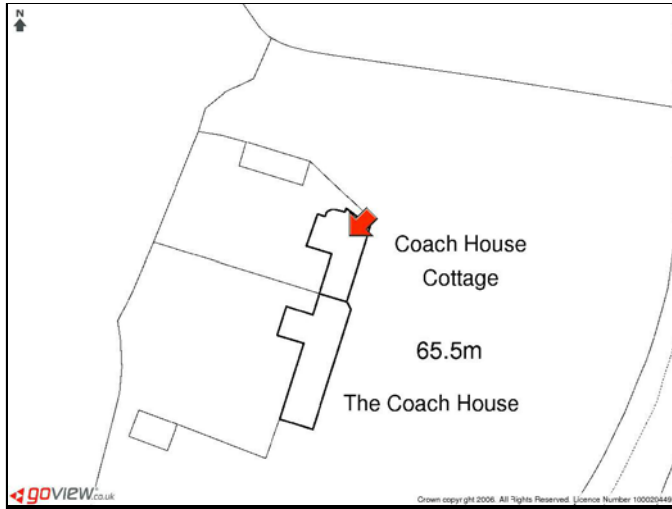 N
Coach House
Cottage
65.5m
The Coach House
goview.co.uk
Crown copyright 2006. All Rights Reserved. Licence Number 100020449